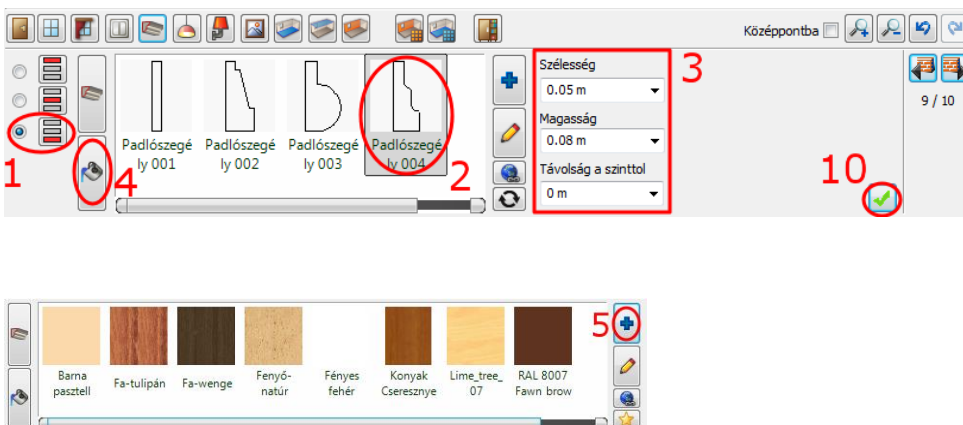 Középpontba
Szélesség
3
0.05 m
9 / 10
Magasság
0.08 m
Padlószegé
ly 001
Padlószegé
ly 002
Padlószegé
ly 003
Padlószegé
ly 004
1
4
2
Távolság a szinttol
0 m
10
5
Barna
pasztell
Fa-tulipán
Fa-wenge
Fenyő-
natúr
Fényes
fehér
Konyak
Cseresznye
Lime_tree_
07
RAL 8007
Fawn brow